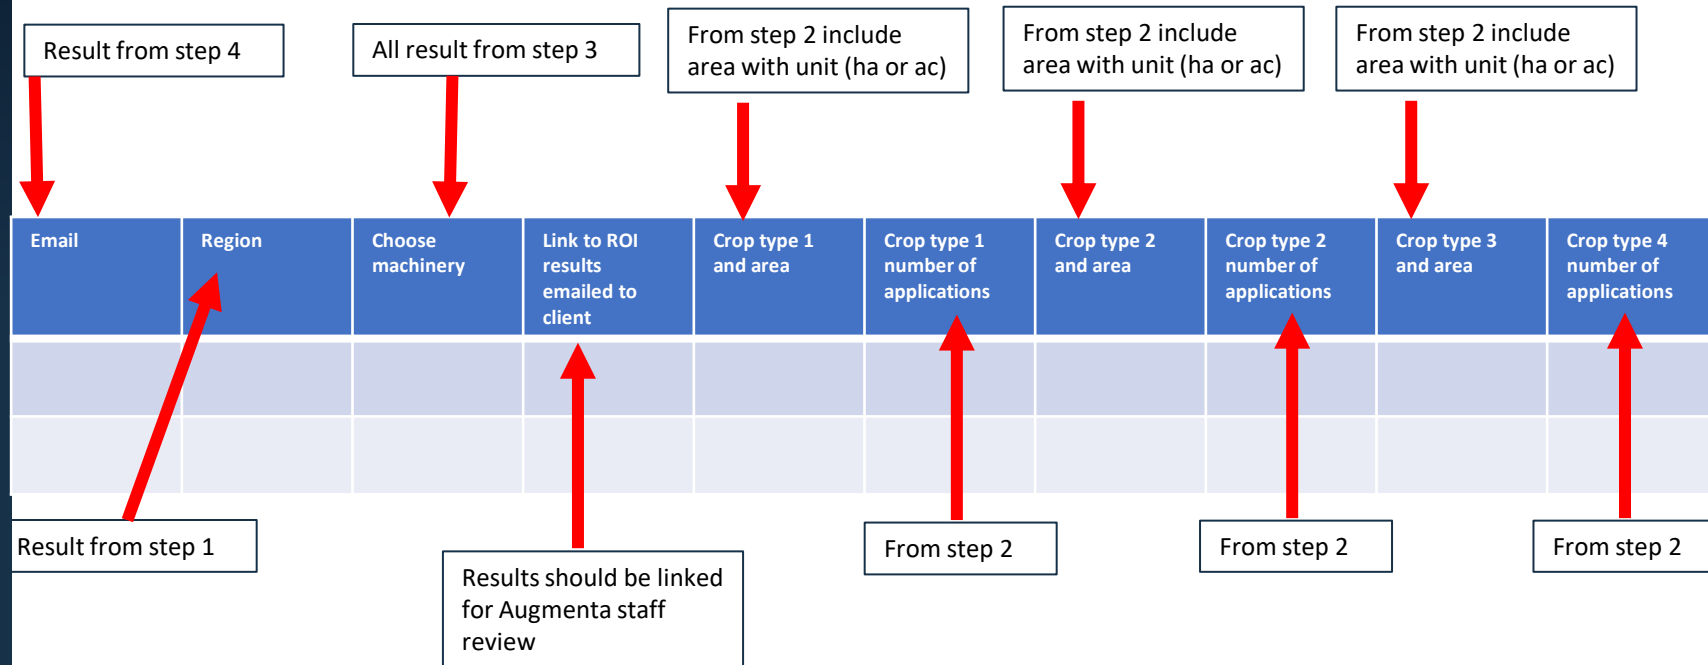 Result from step 4
All result from step 3
From step 2 include
area with unit (ha or ac)
From step 2 include
area with unit (ha or ac)
From step 2 include
area with unit (ha or ac)
Email
Region
Choose
machinery
Link to ROI
results
emailed to
client
Crop type 1
and area
Crop type 1
number of
applications
Crop type 2
and area
Crop type 2
number of
applications
Crop type 3
and area
Crop type 4
number of
applications
Result from step 1
Results should be linked
for Augmenta staff
review
From step 2
From step 2
From step 2